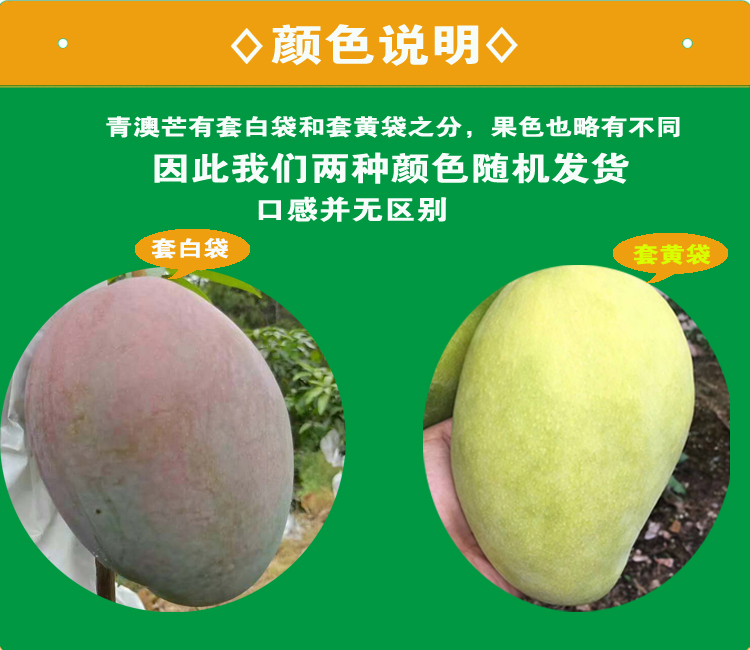 ◇颜色说明◇
青澳芒有套白袋和套黄袋之分，果色也略有不同
因此我们两种颜色随机发货
口感并无区别
套白袋
套黄袋